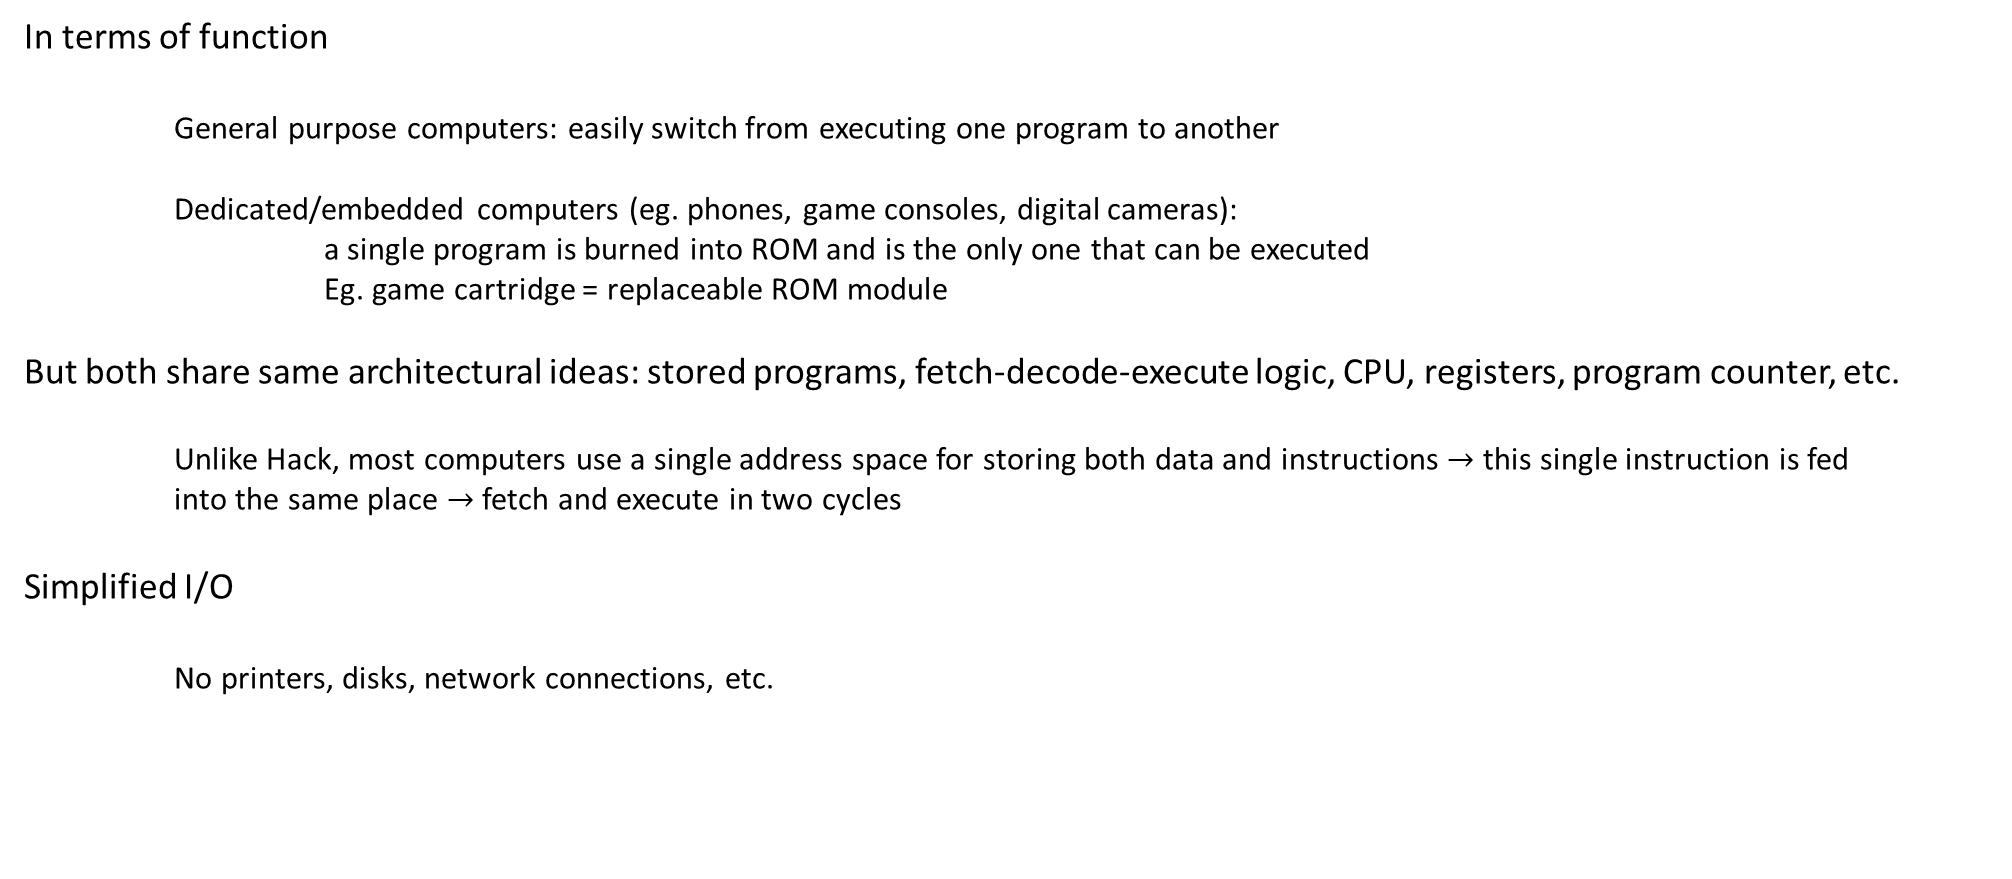 In terms of function
General purpose computers: easily switch from executing one program to another
Dedicated/embedded computers (eg. phones, game consoles, digital cameras):
a single program is burned into ROM and is the only one that can be executed
Eg. game cartridge = replaceable ROM module
But both share same architectural ideas: stored programs, fetch-decode-execute logic, CPU, registers, program counter, etc.
Unlike Hack, most computers use a single address space for storing both data and instructions → this single instruction is fed
into the same place → fetch and execute in two cycles
Simplified I/O
No printers, disks, network connections, etc.